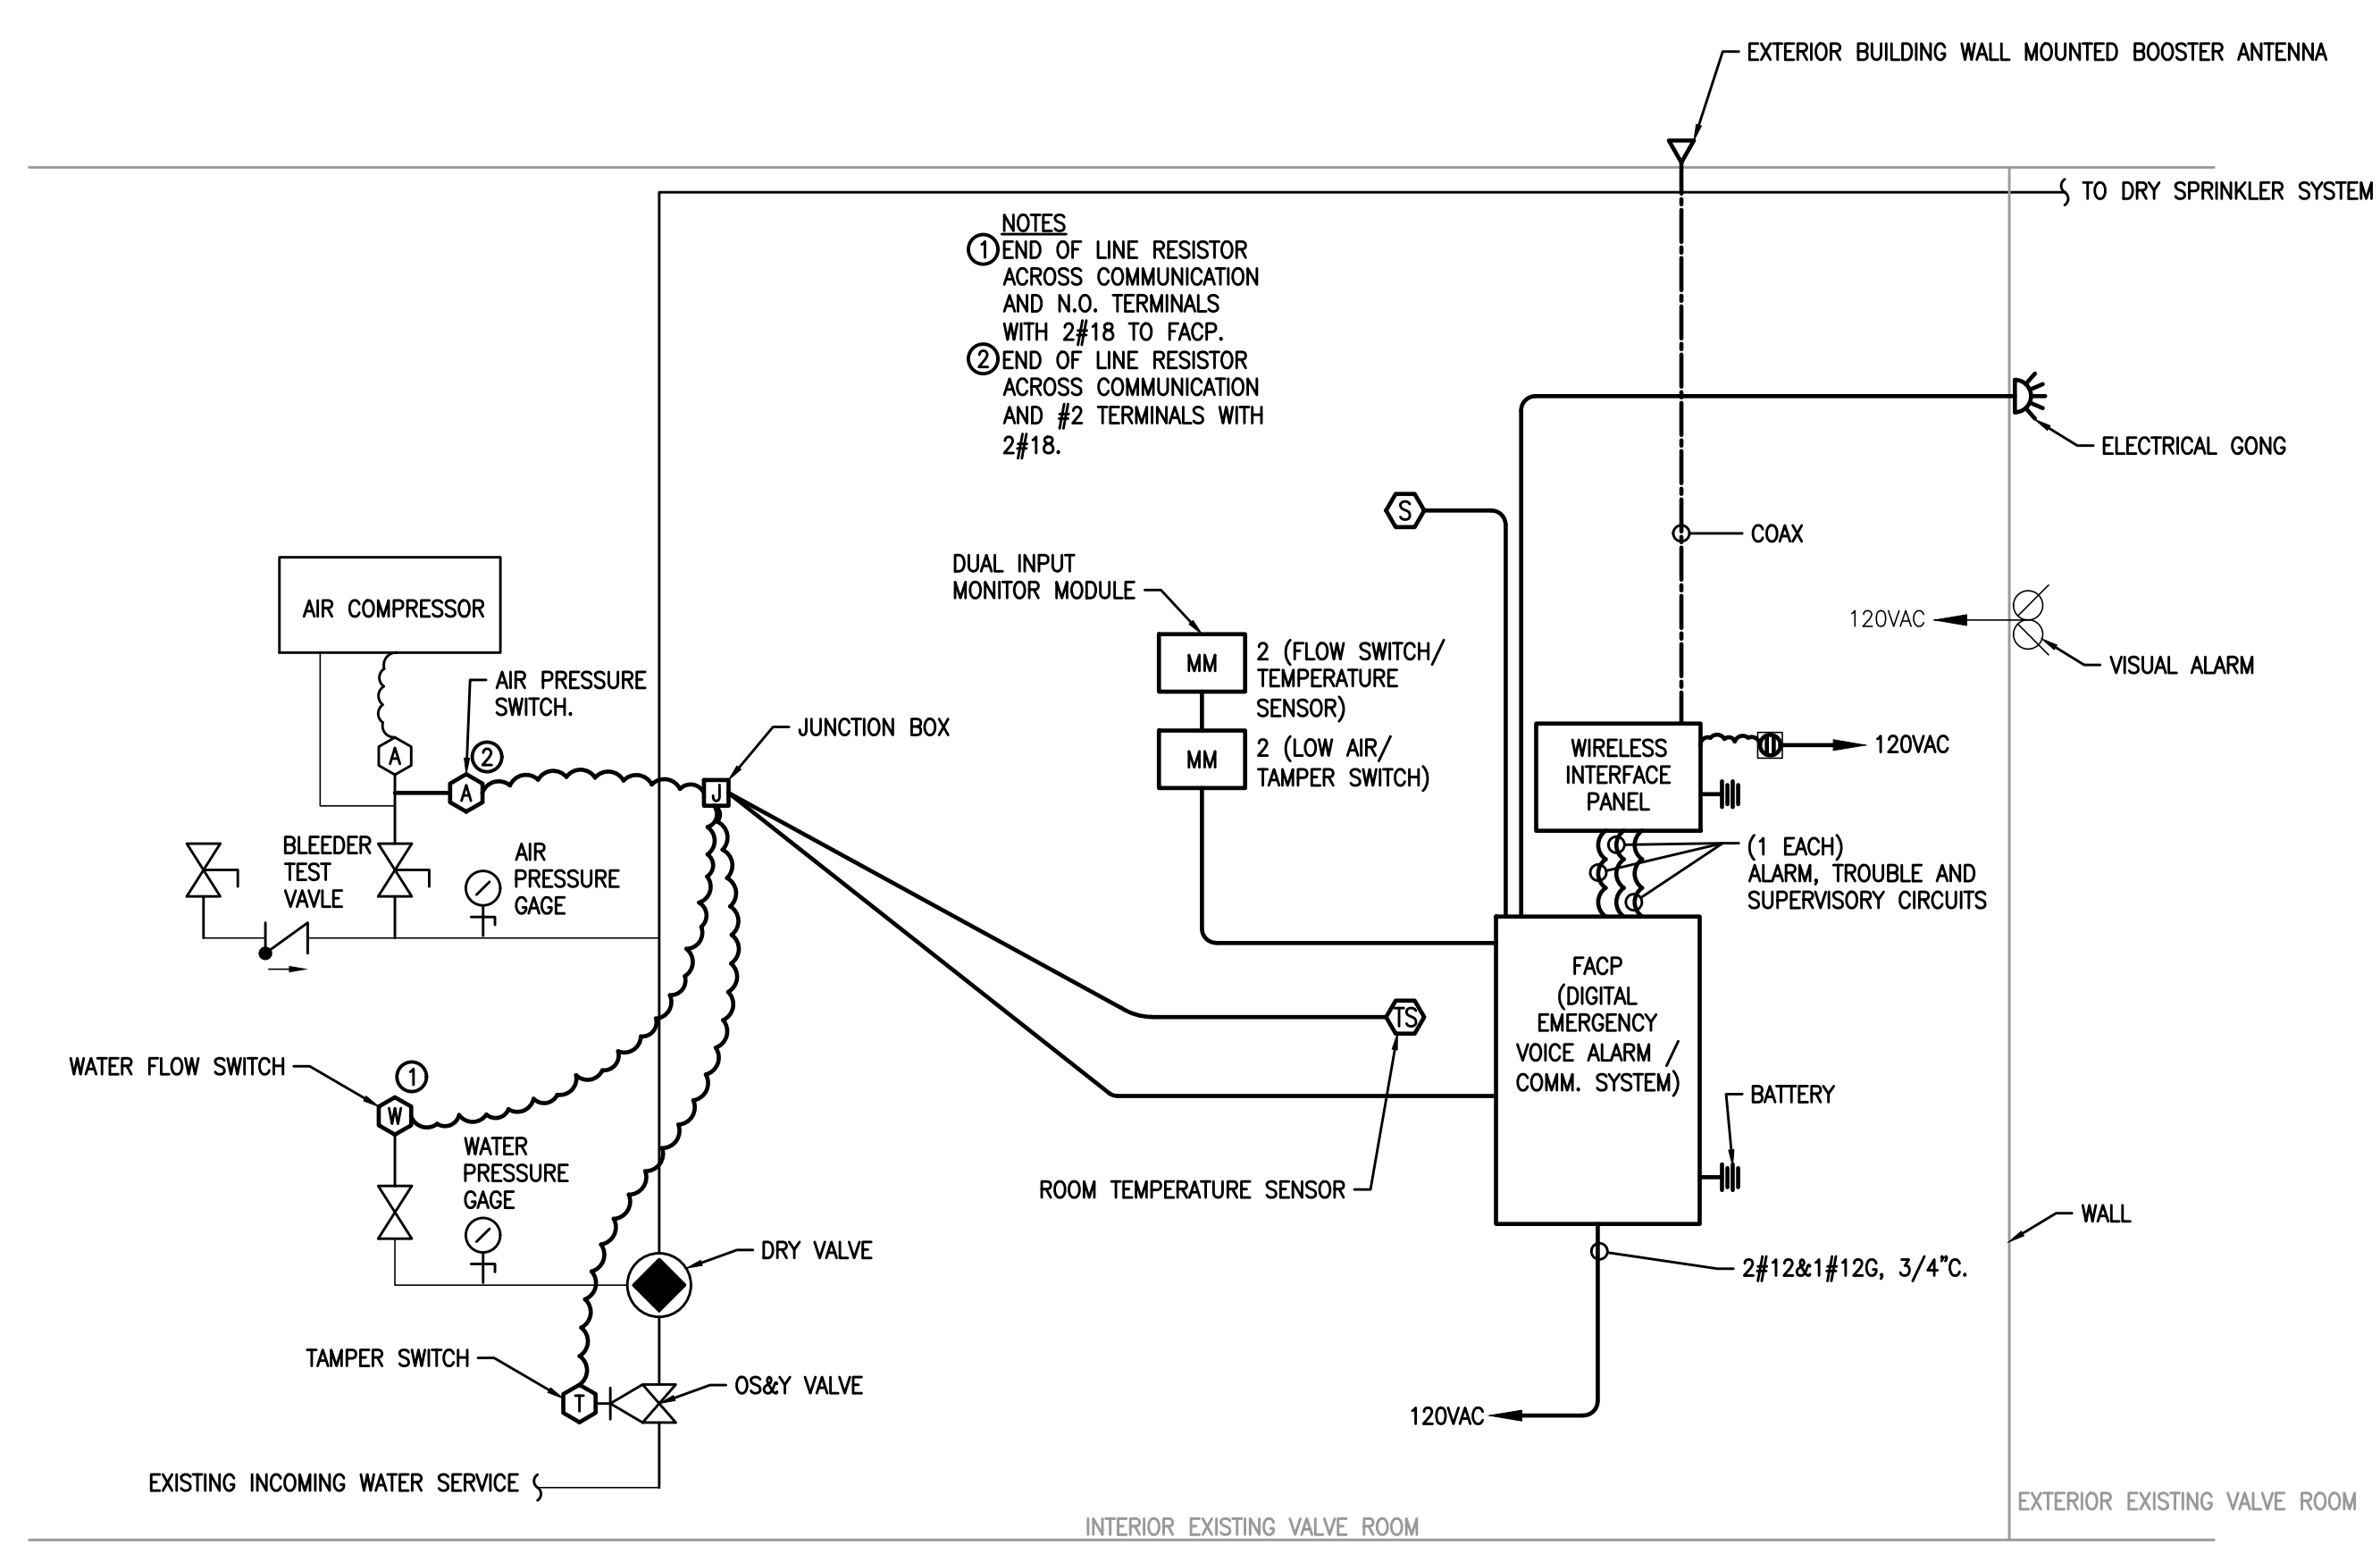 EXTERIOR BUILDING WALL MOUNTED BOOSTER ANTENNA
TO DRY SPRINKLER SYSTEM
NOTES
1 END OF LINE RESISTOR
ACROSS COMMUNICATION
AND N.O. TERMINALS
WITH 2#18 TO FACP.
2 END OF LINE RESISTOR
ACROSS COMMUNICATION
AND #2 TERMINALS WITH
2#18.
ELECTRICAL GONG
S
COAX
DUAL INPUT
MONITOR MODULE
AIR COMPRESSOR
120VAC
VISUAL ALARM
MM
2 (FLOW SWITCH/
TEMPERATURE
SENSOR)
MM
2 (LOW AIR/
TAMPER SWITCH)
AIR PRESSURE
SWITCH.
JUNCTION BOX
A
2
A
J
WIRELESS
INTERFACE
PANEL
120VAC
BLEEDER
TEST
VAVLE
AIR
PRESSURE
GAGE
(1 EACH)
ALARM, TROUBLE AND
SUPERVISORY CIRCUITS
FACP
(DIGITAL
EMERGENCY
VOICE ALARM /
COMM. SYSTEM)
TS
WATER FLOW SWITCH
1
W
BATTERY
WATER
PRESSURE
GAGE
ROOM TEMPERATURE SENSOR
WALL
DRY VALVE
2#12&1#12G, 3/4"C.
TAMPER SWITCH
T
OS&Y VALVE
120VAC
EXISTING INCOMING WATER SERVICE
INTERIOR EXISTING VALVE ROOM
EXTERIOR EXISTING VALVE ROOM